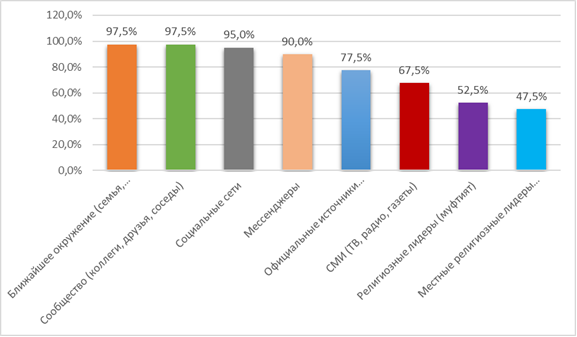 120,0%
100,0%
80,0%
60,0%
40,0%
20,0%
0,0%
97,5%
97,5%
95,0%
90,0%
77,5%
67,5%
52,5%
47,5%
Ближайшее окружение (семья,...
Сообщество (коллеги, друзья, соседы)
Социальные сети
Мессенджеры
Официальные источники...
СМИ (ТВ, радио, газеты)
Религиозные лидеры (муфтият)
Местные религиозные лидеры...